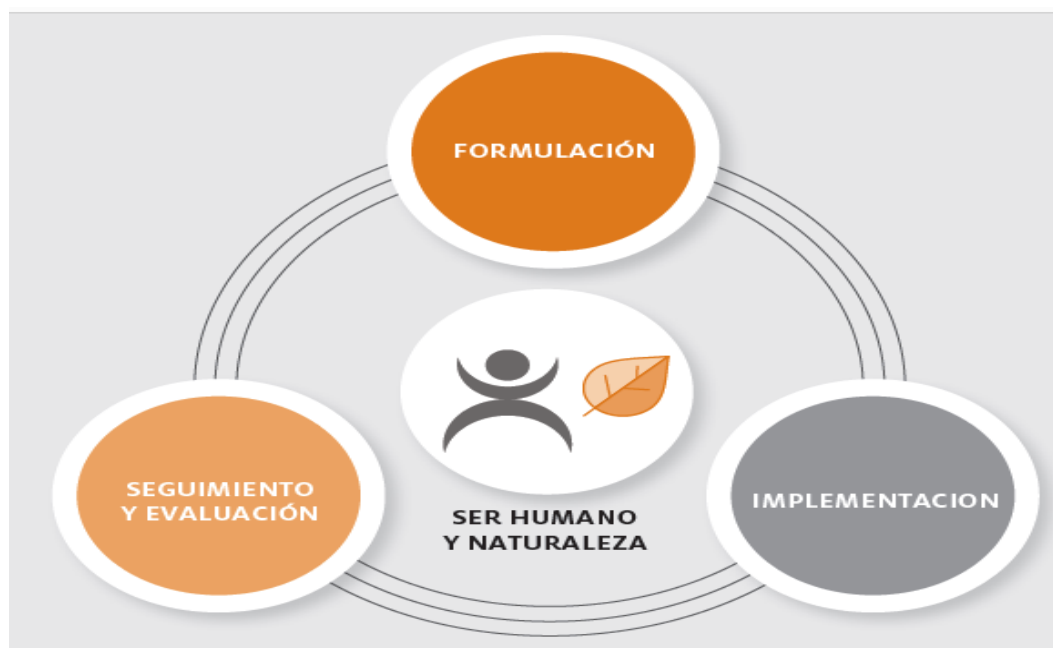 FORMULACIÓN
SEGUIMIENTO
Y EVALUACIÓN
IMPLEMENTACION
SER HUMANO
Y NATURALEZA